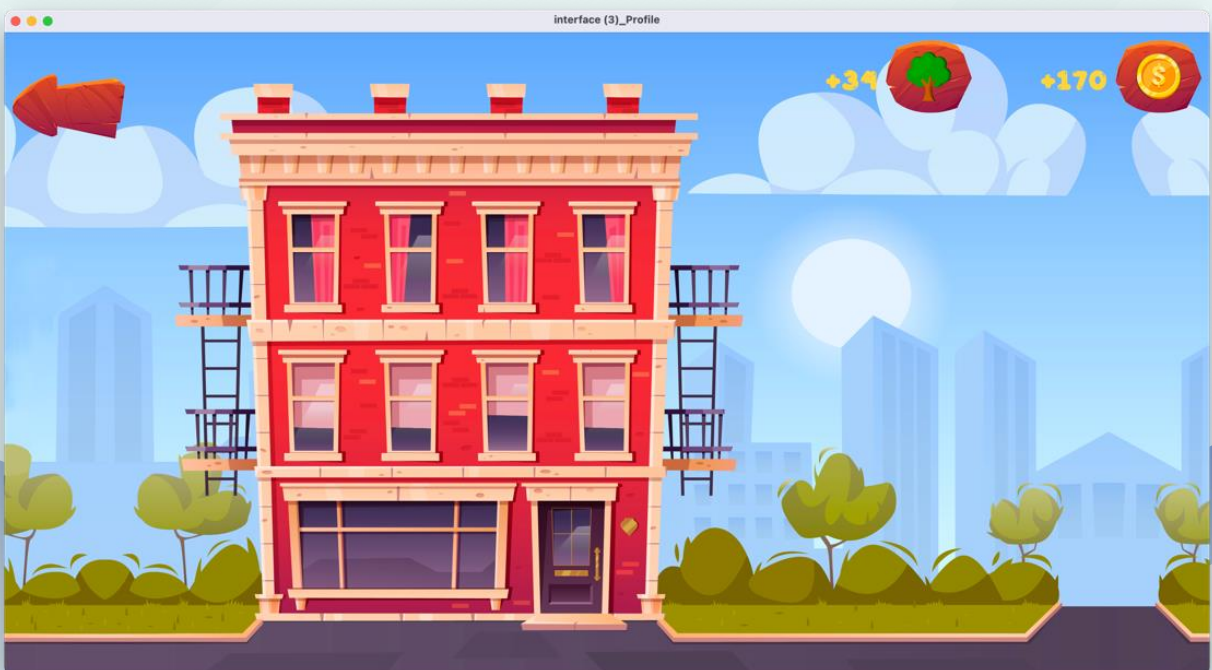 interface (3)_Profile
+34
+170
$